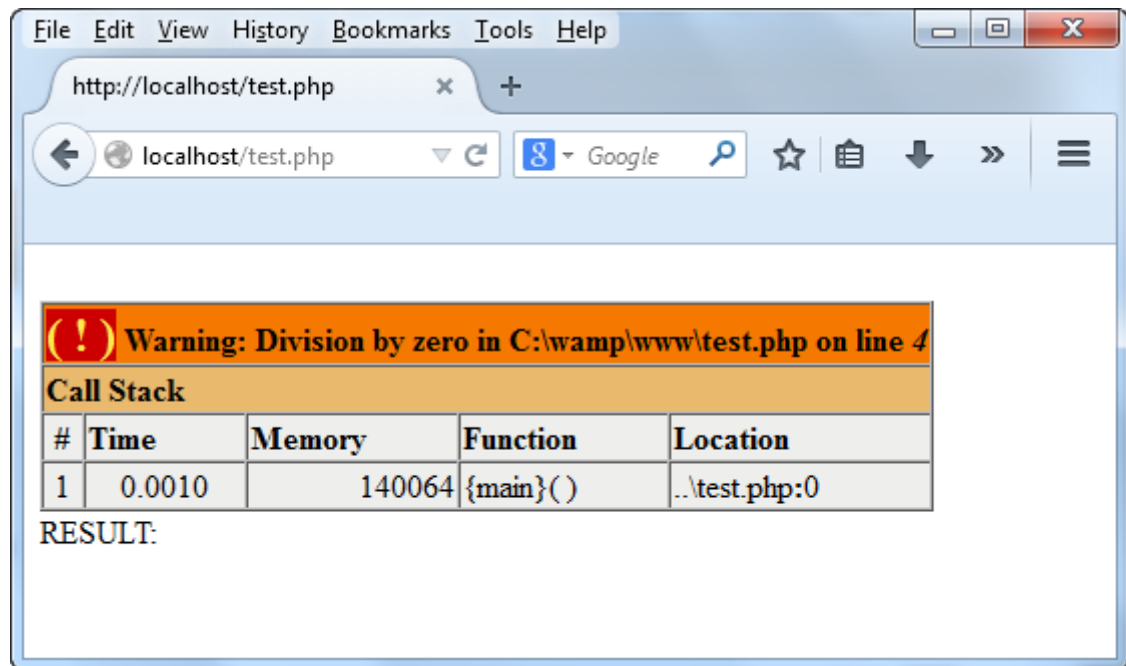 File Edit View History Bookmarks Tools Help
http://localhost/test.php
localhost/test.php Google
( ! ) Warning: Division by zero in C:\wamp\www\test.php on line 4
Call Stack
# Time Memory Function Location
1 0.0010 140064 {main}( ) ..\test.php:0
RESULT: